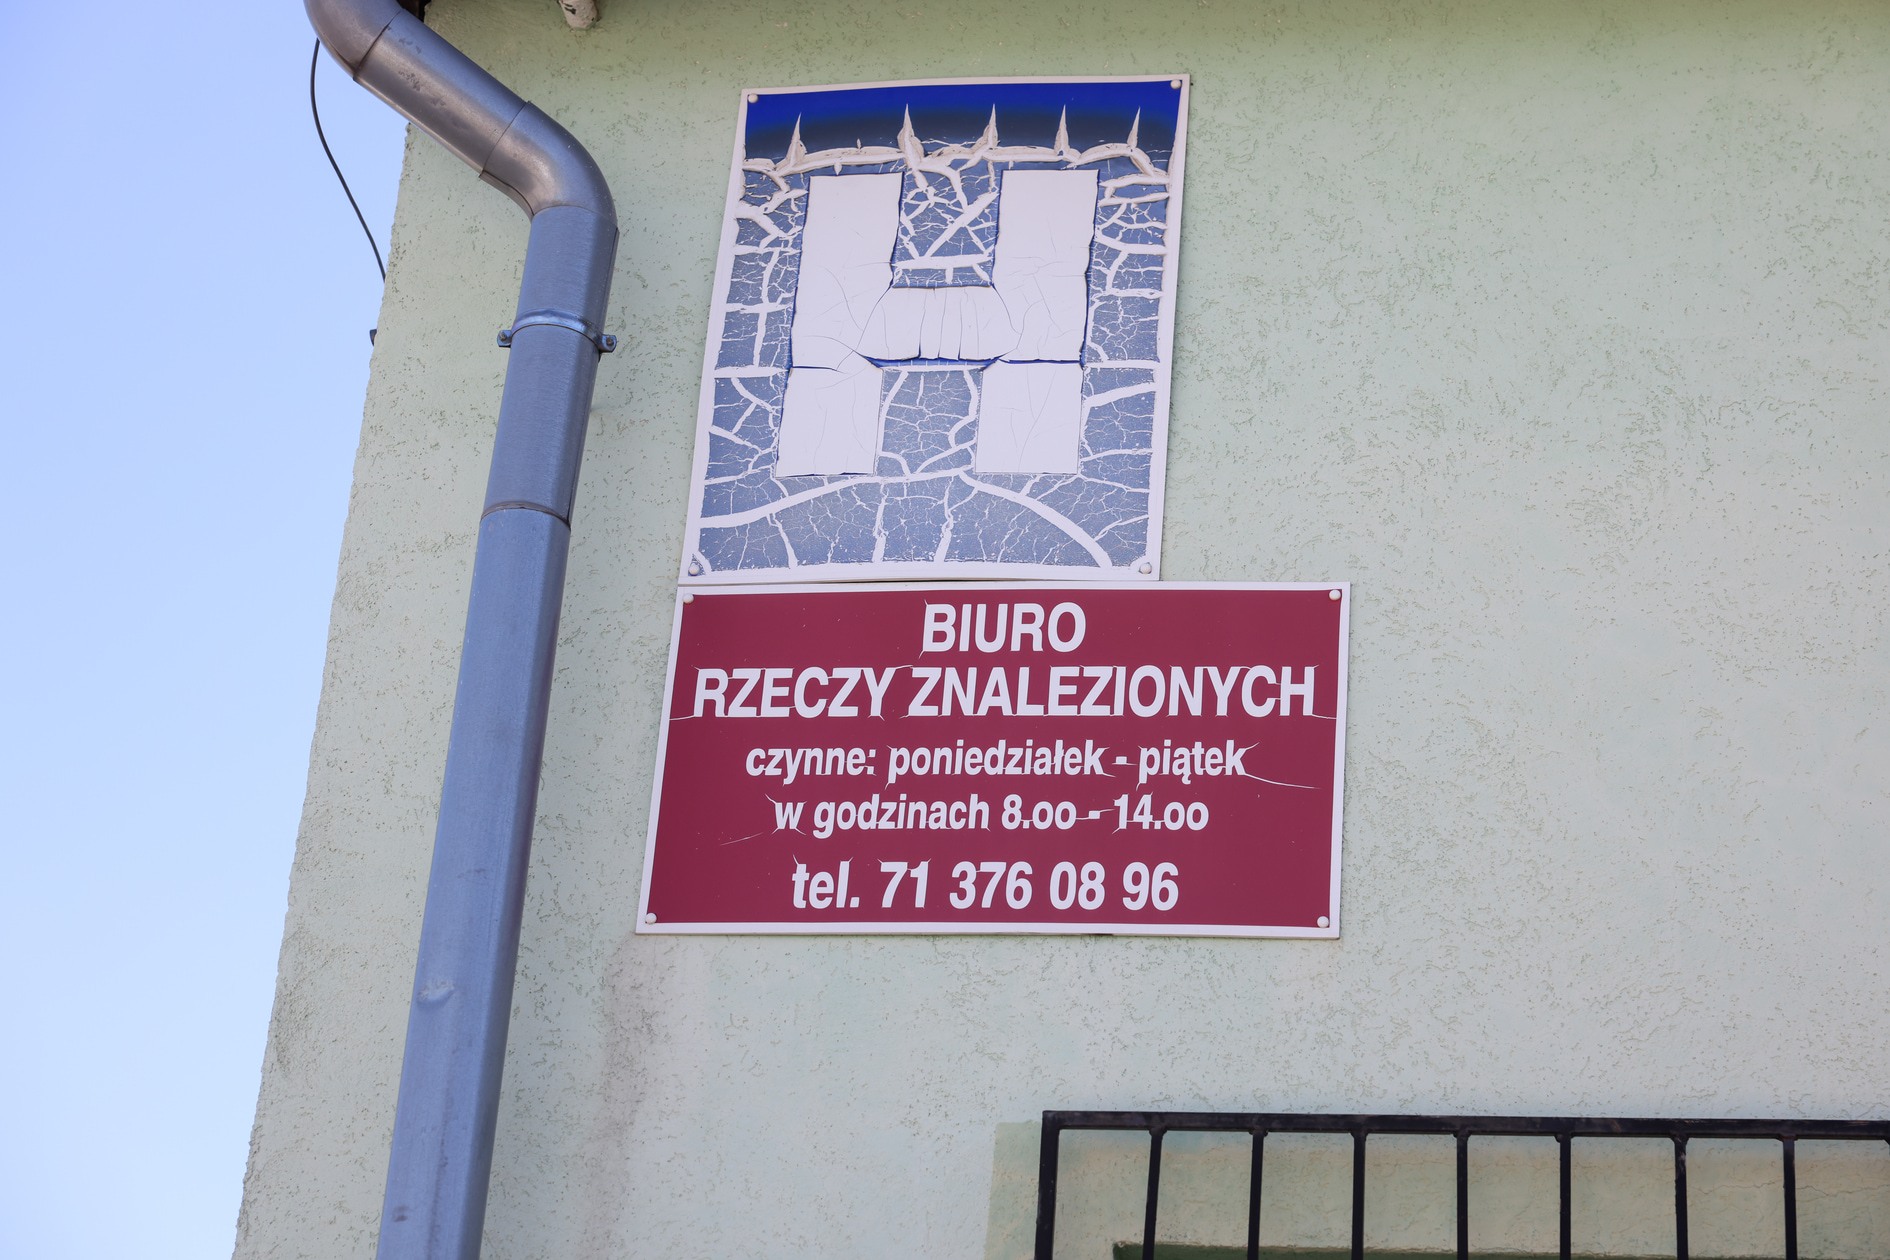 H
BIURO
RZECZY ZNALEZIONYCH
czynne: poniedziałek - piątek
w godzinach 8.oo - 14.oo
tel. 71 376 08 96